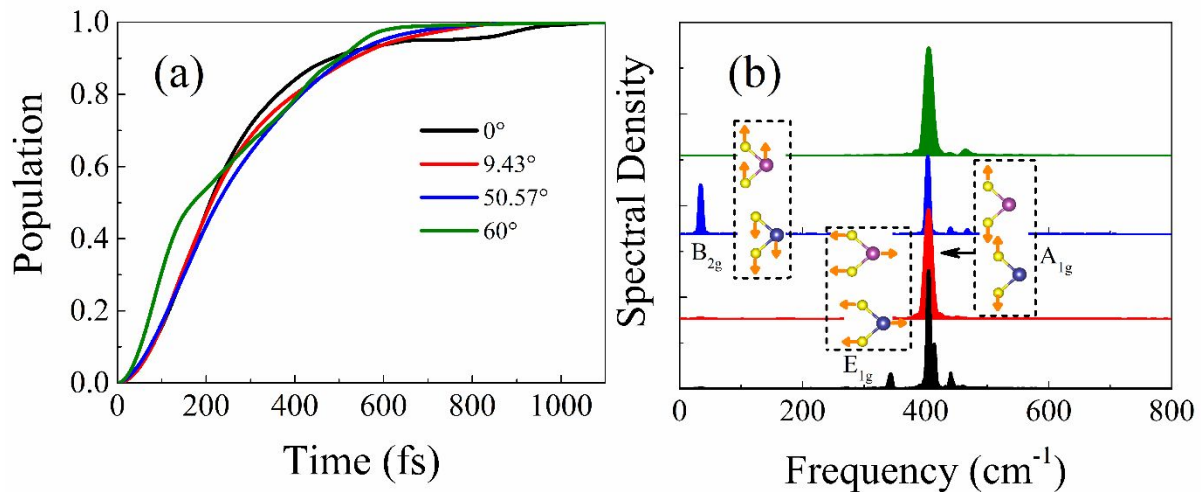 (a)
Population
1.0
0.8
0.6
0.4
0.2
0.0
0°
9.43°
50.57°
60°
0 200 400 600 800 1000
Time (fs)
(b)
Spectral Density
B2g
E1g
A1g
0 200 400 600 800
Frequency (cm-1)